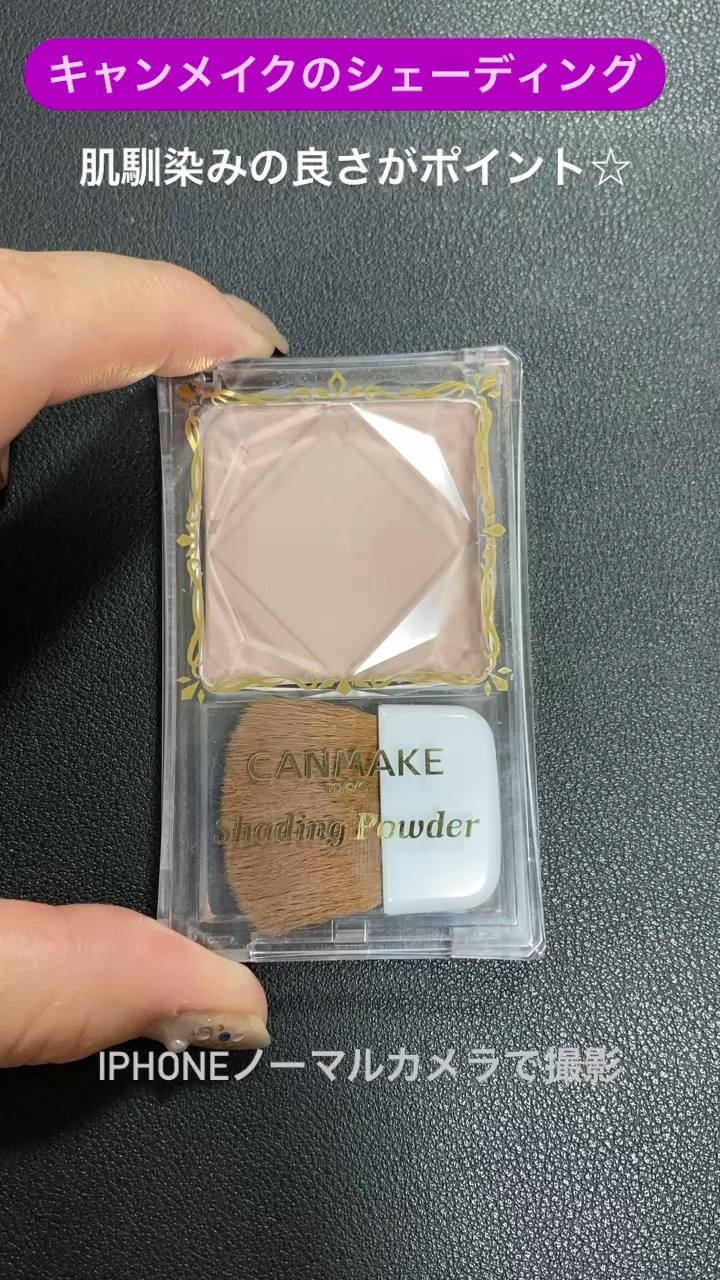 キャンメイクのシェーディング
肌馴染みの良さがポイント☆
CANMAKE
TOKYO
Shading Powder
IPHONEノーマルカメラで撮影